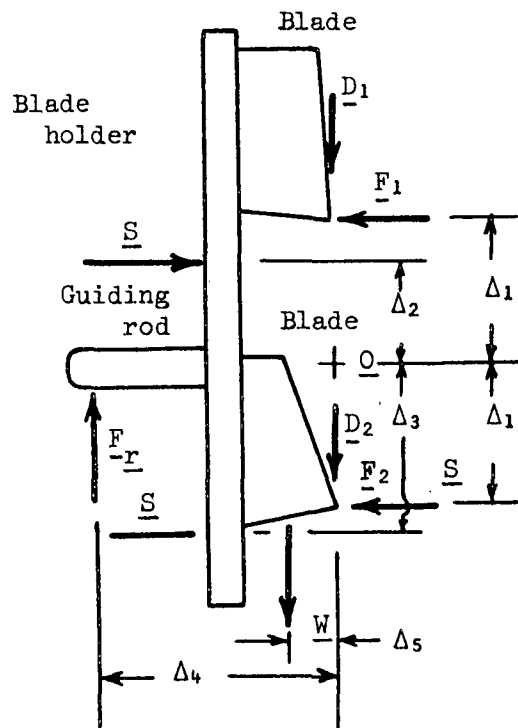 Blade
D1
Blade
holder
F1
S
Δ1
Δ2
Guiding
rod
Blade
O
Δ3
Δ1
D2
Fr
F2
S
S
W
Δ5
Δ4